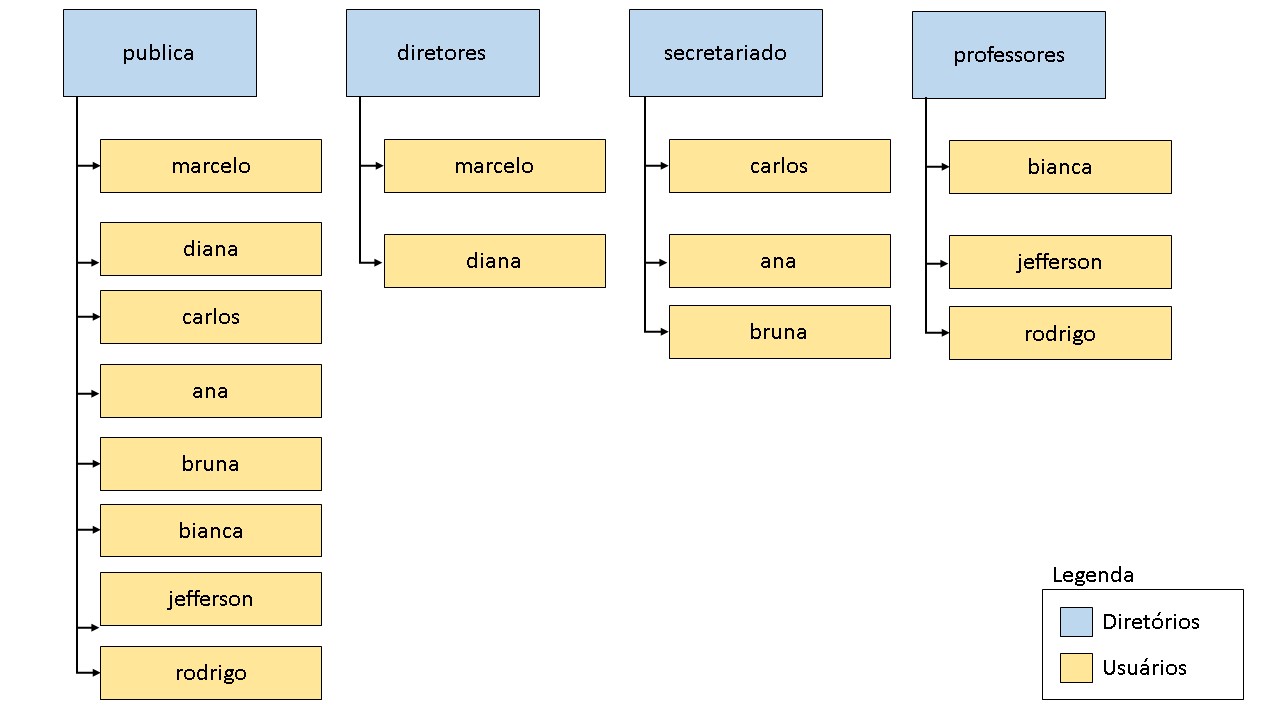 publica
marcelo
diana
carlos
ana
bruna
bianca
jefferson
rodrigo
diretores
marcelo
diana
secretariado
carlos
ana
bruna
professores
bianca
jefferson
rodrigo
Legenda
Diretórios
Usuários